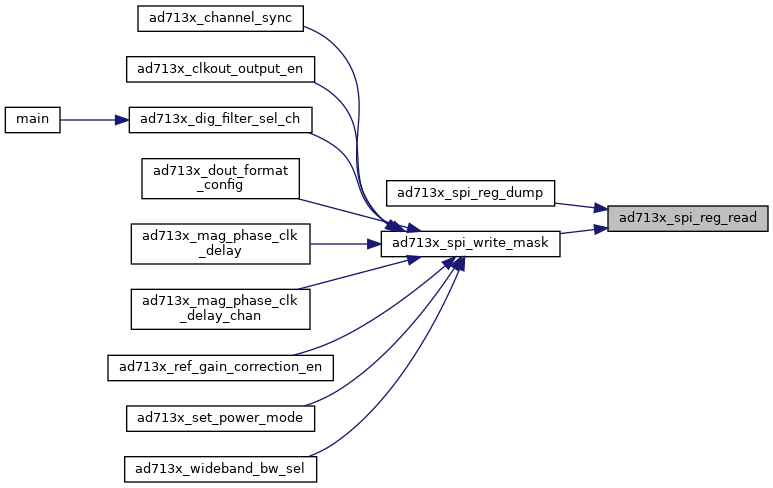 ad713x_channel_sync
ad713x_clkout_output_en
main
ad713x_dig_filter_sel_ch
ad713x_dout_format
_config
ad713x_spi_reg_dump
ad713x_spi_reg_read
ad713x_mag_phase_clk
_delay
ad713x_spi_write_mask
ad713x_mag_phase_clk
_delay_chan
ad713x_ref_gain_correction_en
ad713x_set_power_mode
ad713x_wideband_bw_sel